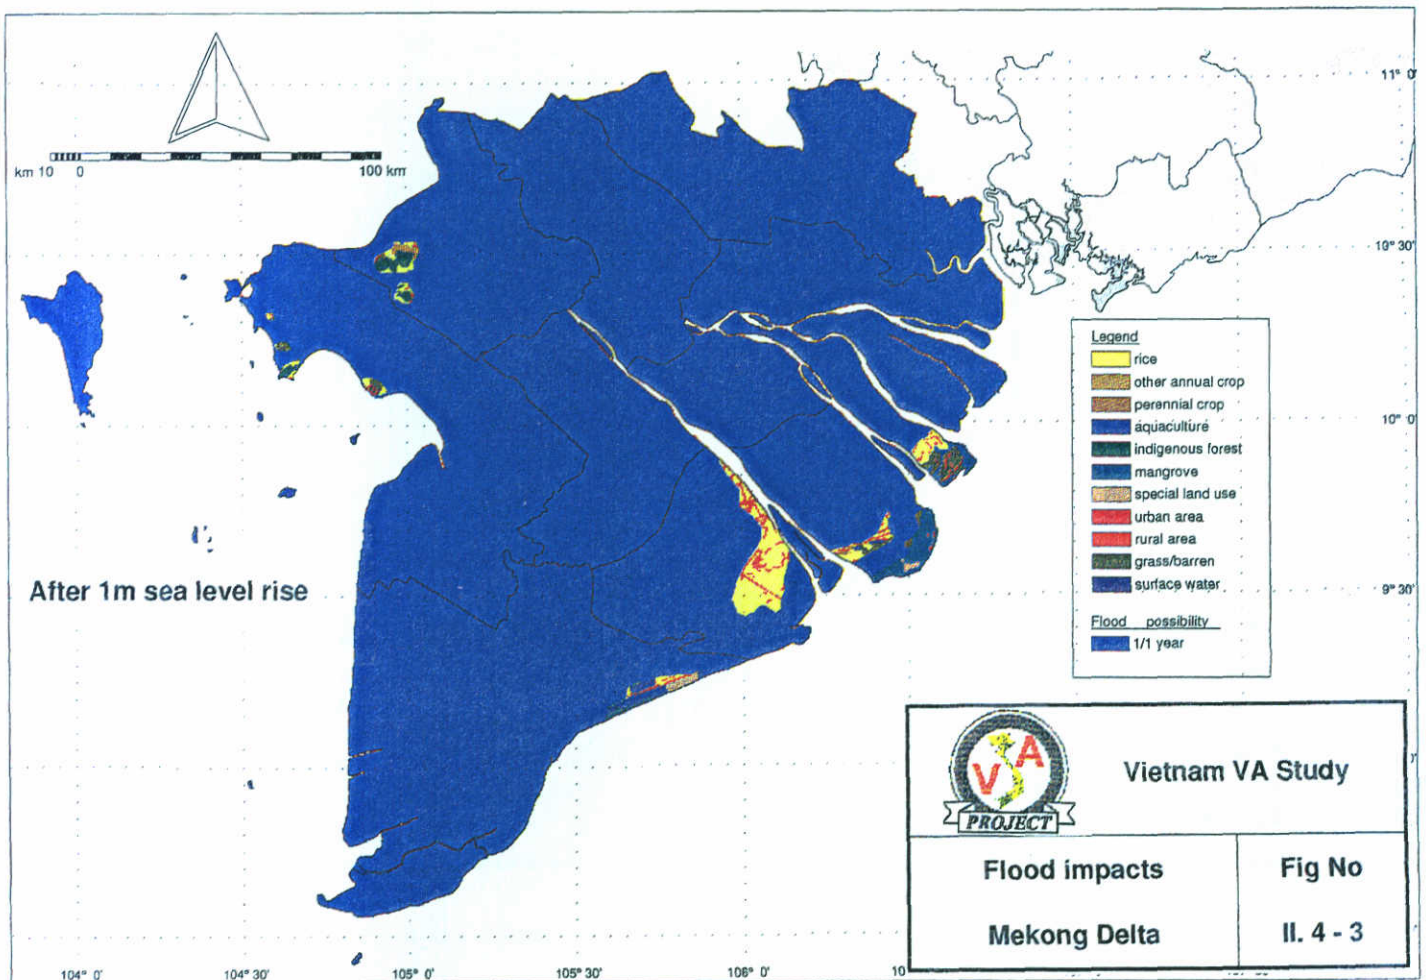 11° 0'
km 10 0 100 km
10° 30'
Legend
rice
other annual crop
perennial crop
aquaculture
indigenous forest
mangrove
special land use
urban area
rural area
grass/barren
surface water
Flood possibility
1/1 year
10° 0'
After 1m sea level rise
9° 30'
V A
PROJECT
Vietnam VA Study
Flood impacts
Mekong Delta
Fig No
II. 4 - 3
104° 0' 104° 30' 105° 0' 105° 30' 106° 0'